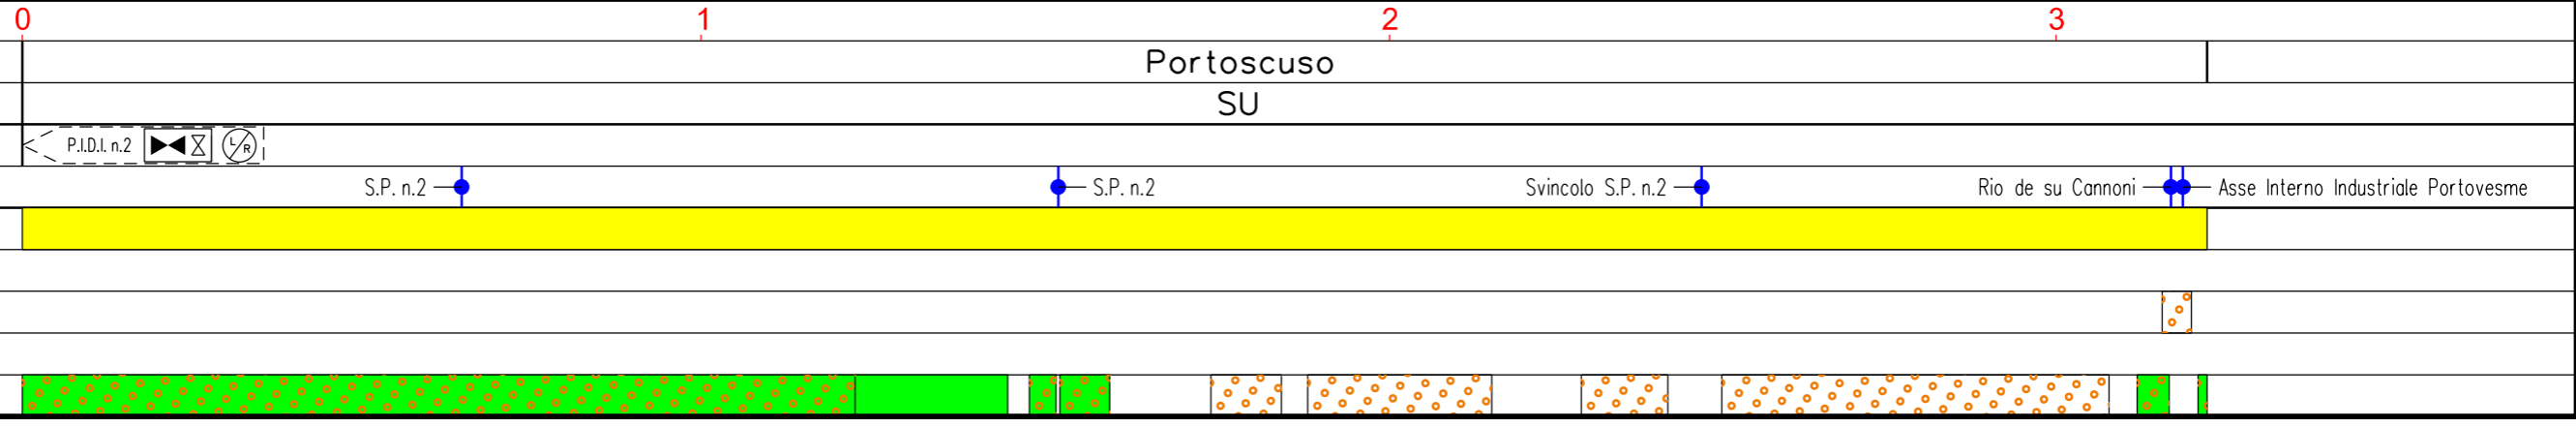 0 1 2 3
Portoscuso
SU
P.I.D.I. n.2 L/R
S.P. n.2 S.P. n.2 Svincolo S.P. n.2 Rio de su Cannoni Asse Interno Industriale Portovesme